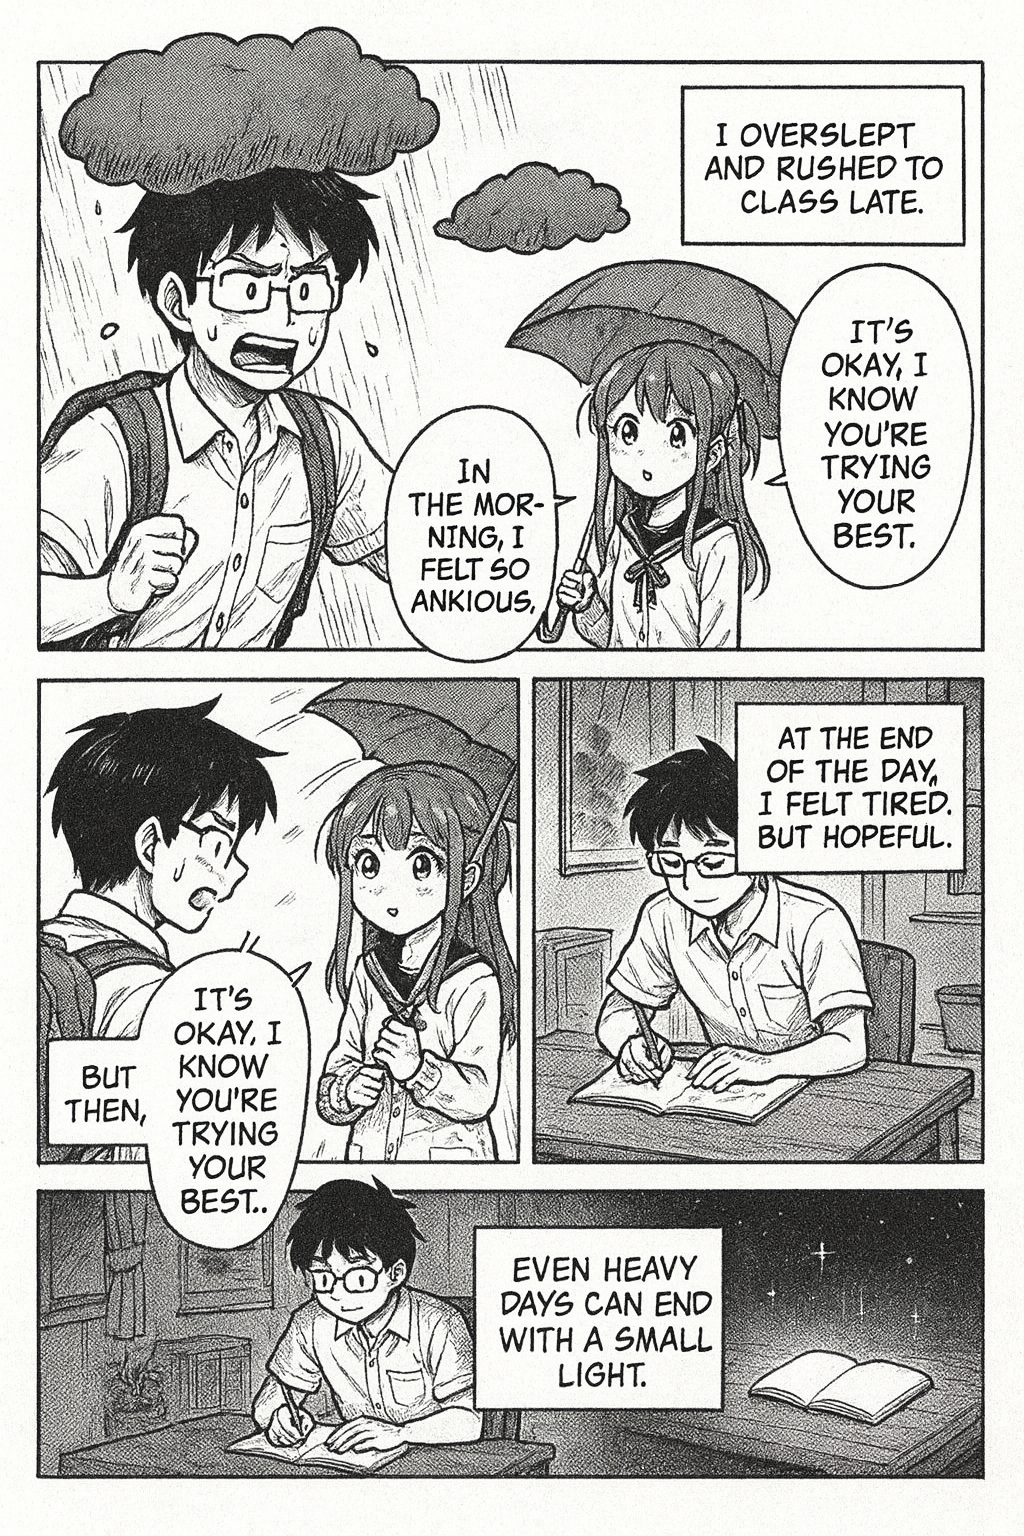 I OVERSLEPT
AND RUSHED TO
CLASS LATE.
IN
THE MOR-
NING, I
FELT SO
ANKIOUS,
IT'S
OKAY, I
KNOW
YOU'RE
TRYING
YOUR
BEST.
BUT
THEN,
IT'S
OKAY, I
KNOW
YOU'RE
TRYING
YOUR
BEST..
AT THE END
OF THE DAY,
I FELT TIRED.
BUT HOPEFUL.
EVEN HEAVY
DAYS CAN END
WITH A SMALL
LIGHT.